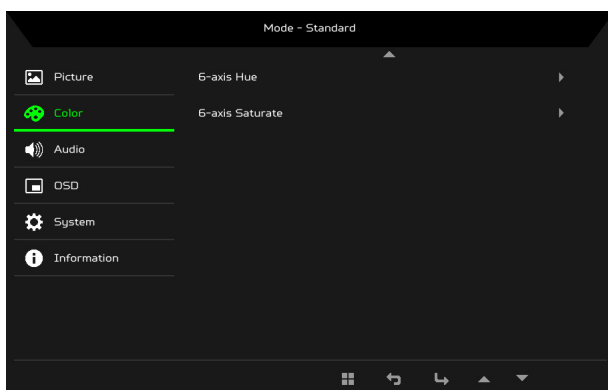 Mode - Standard
Picture
6-axis Hue
Color
6-axis Saturate
Audio
OSD
System
Information